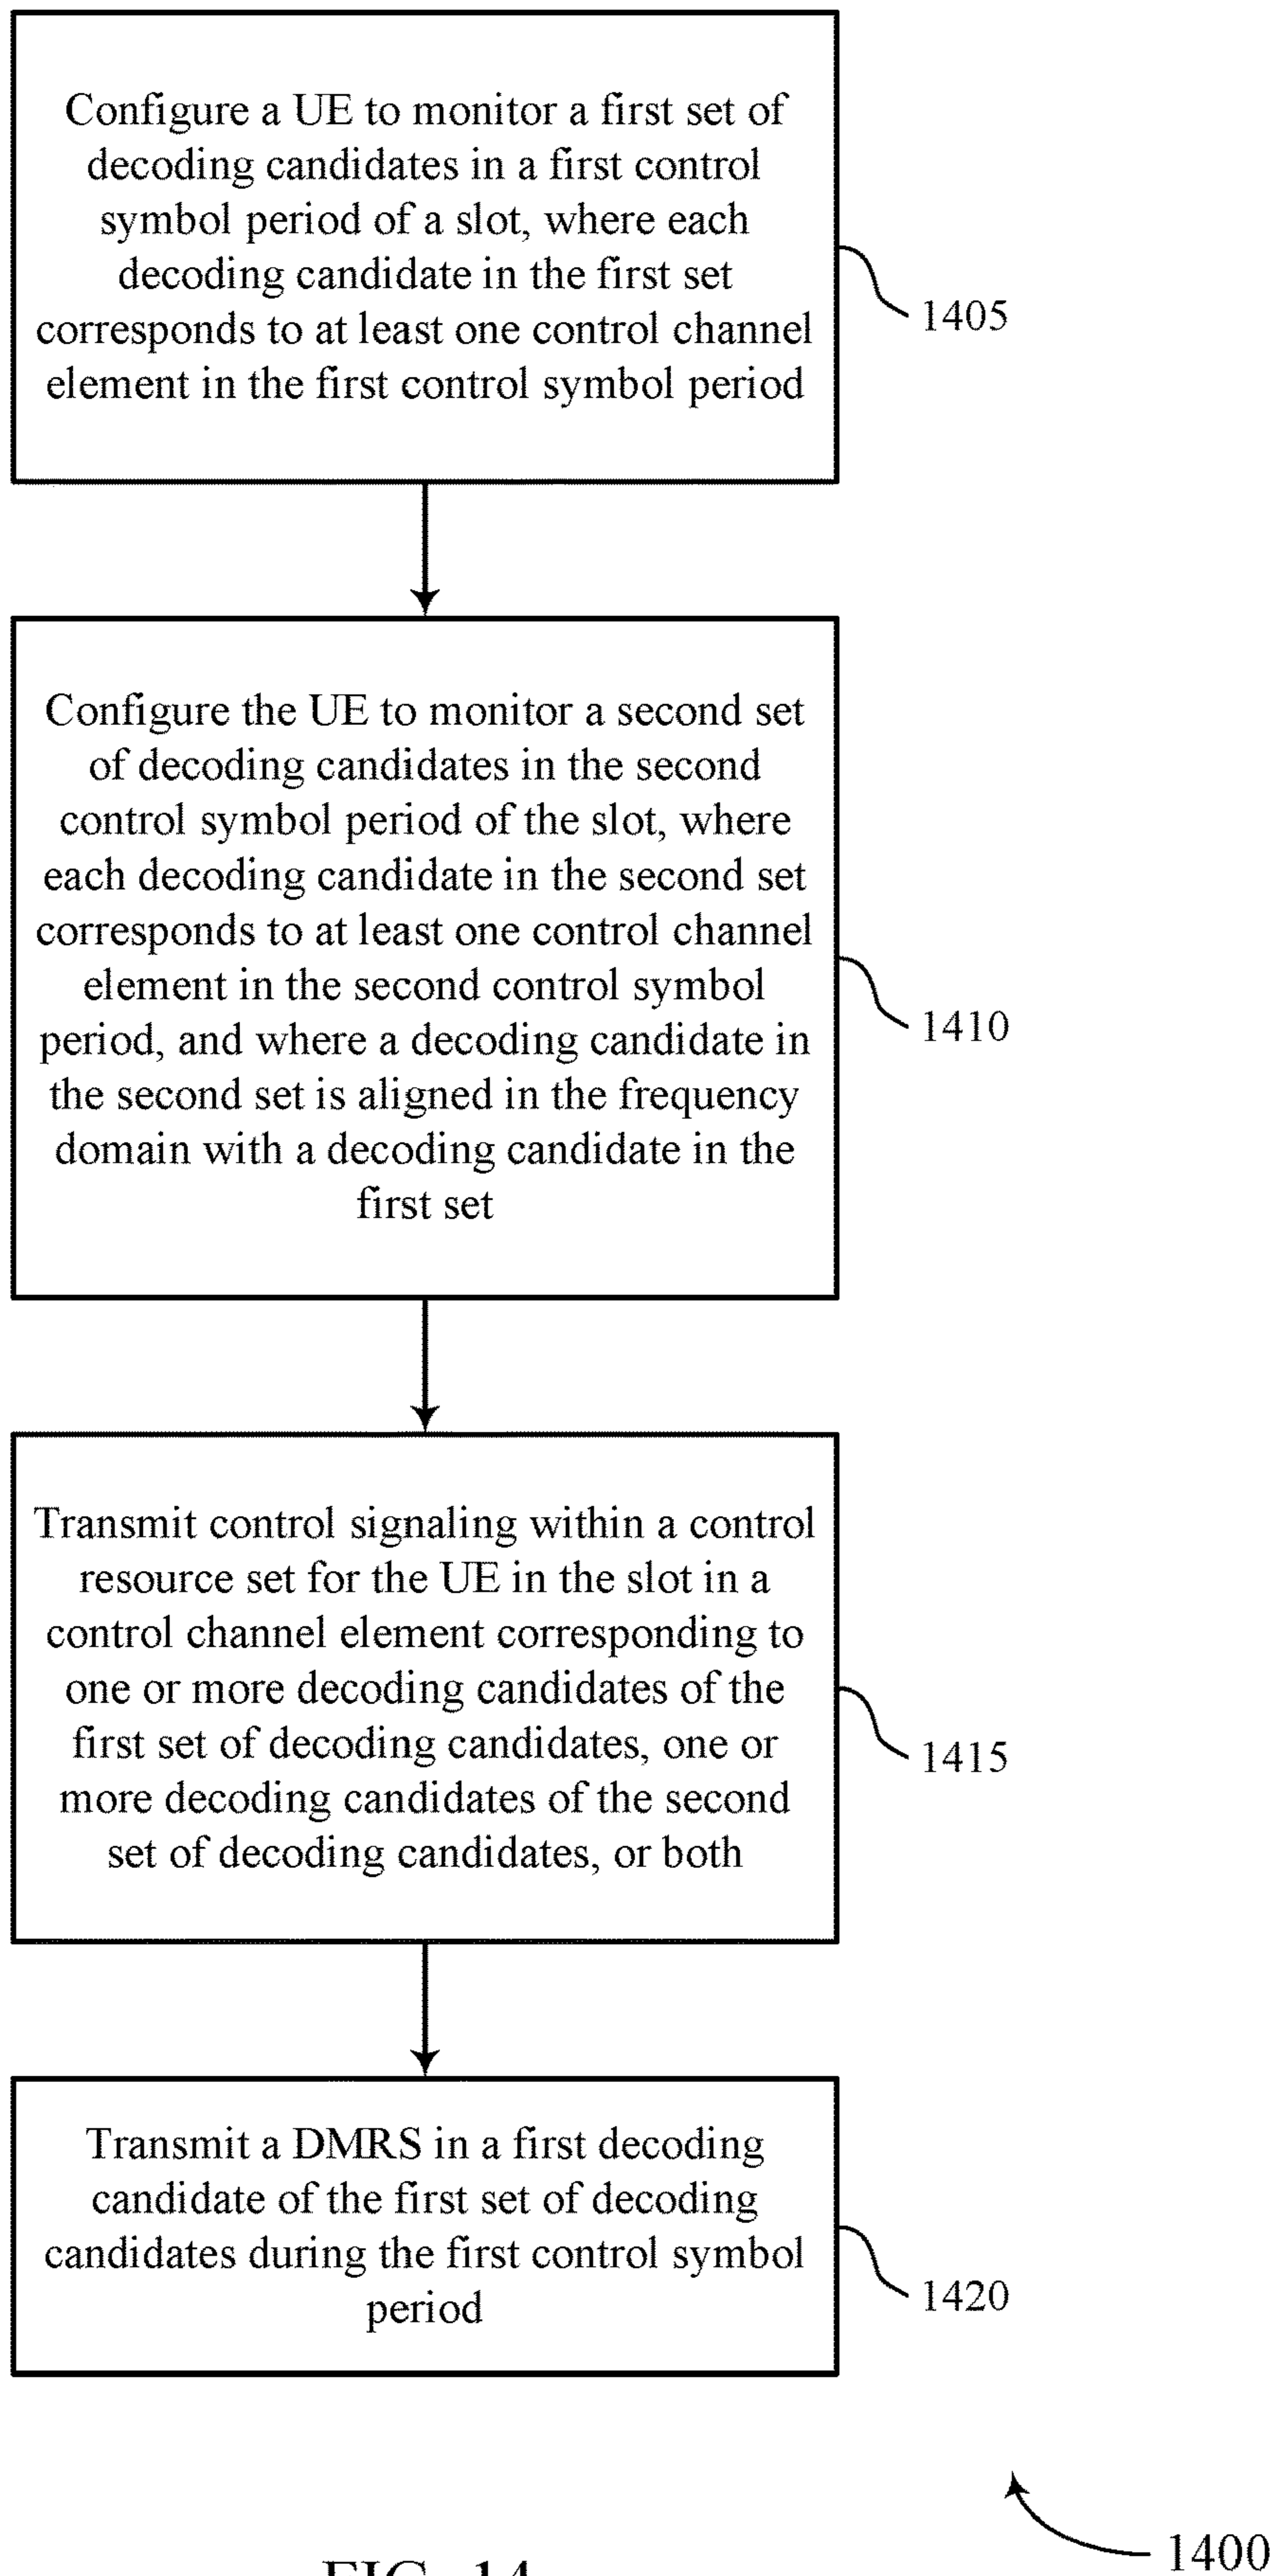 Configure a UE to monitor a first set of
decoding candidates in a first control
symbol period of a slot, where each
decoding candidate in the first set
corresponds to at least one control channel
element in the first control symbol period
1405
Configure the UE to monitor a second set
of decoding candidates in the second
control symbol period of the slot, where
each decoding candidate in the second set
corresponds to at least one control channel
element in the second control symbol
period, and where a decoding candidate in
the second set is aligned in the frequency
domain with a decoding candidate in the
first set
1410
Transmit control signaling within a control
resource set for the UE in the slot in a
control channel element corresponding to
one or more decoding candidates of the
first set of decoding candidates, one or
more decoding candidates of the second
set of decoding candidates, or both
1415
Transmit a DMRS in a first decoding
candidate of the first set of decoding
candidates during the first control symbol
period
1420
1400
FIG. 14